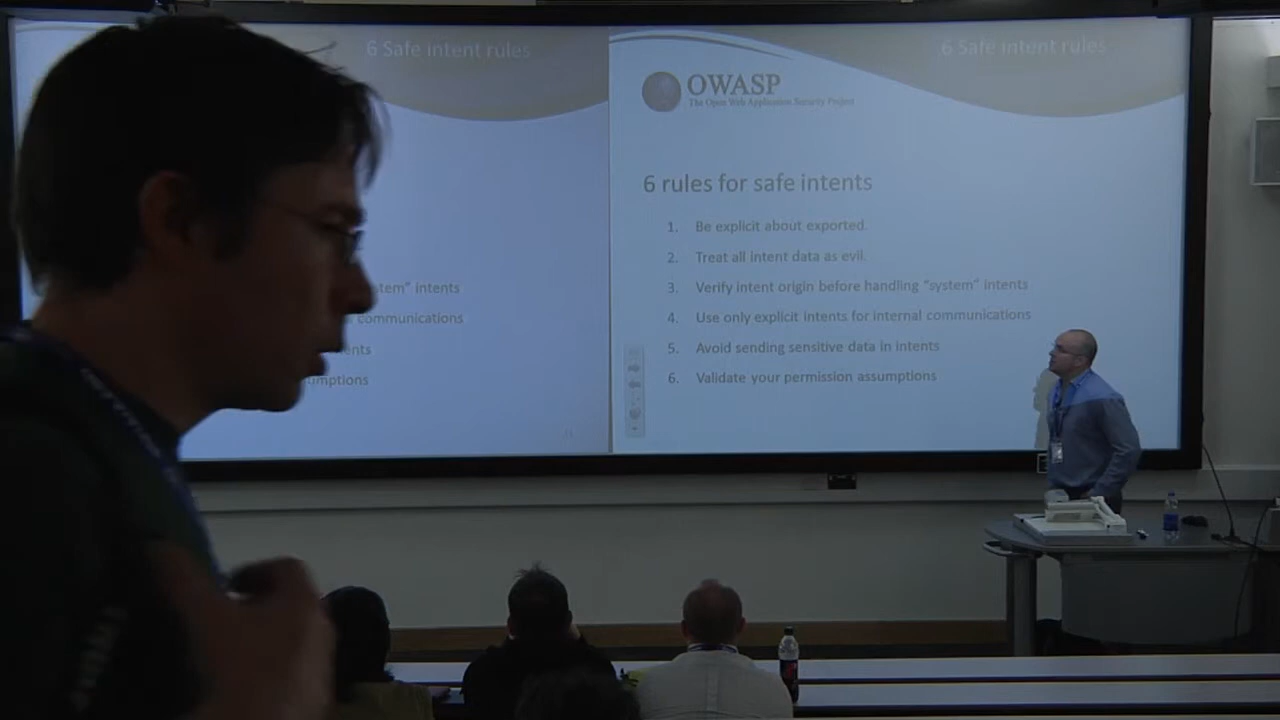 6 Safe intent rules
stem" intents
communications
ents
umptions
6 Safe intent rules
OWASP
The Open Web Application Security Project
6 rules for safe intents
1. Be explicit about exported.
2. Treat all intent data as evil.
3. Verify intent origin before handling "system" intents
4. Use only explicit intents for internal communications
5. Avoid sending sensitive data in intents
6. Validate your permission assumptions